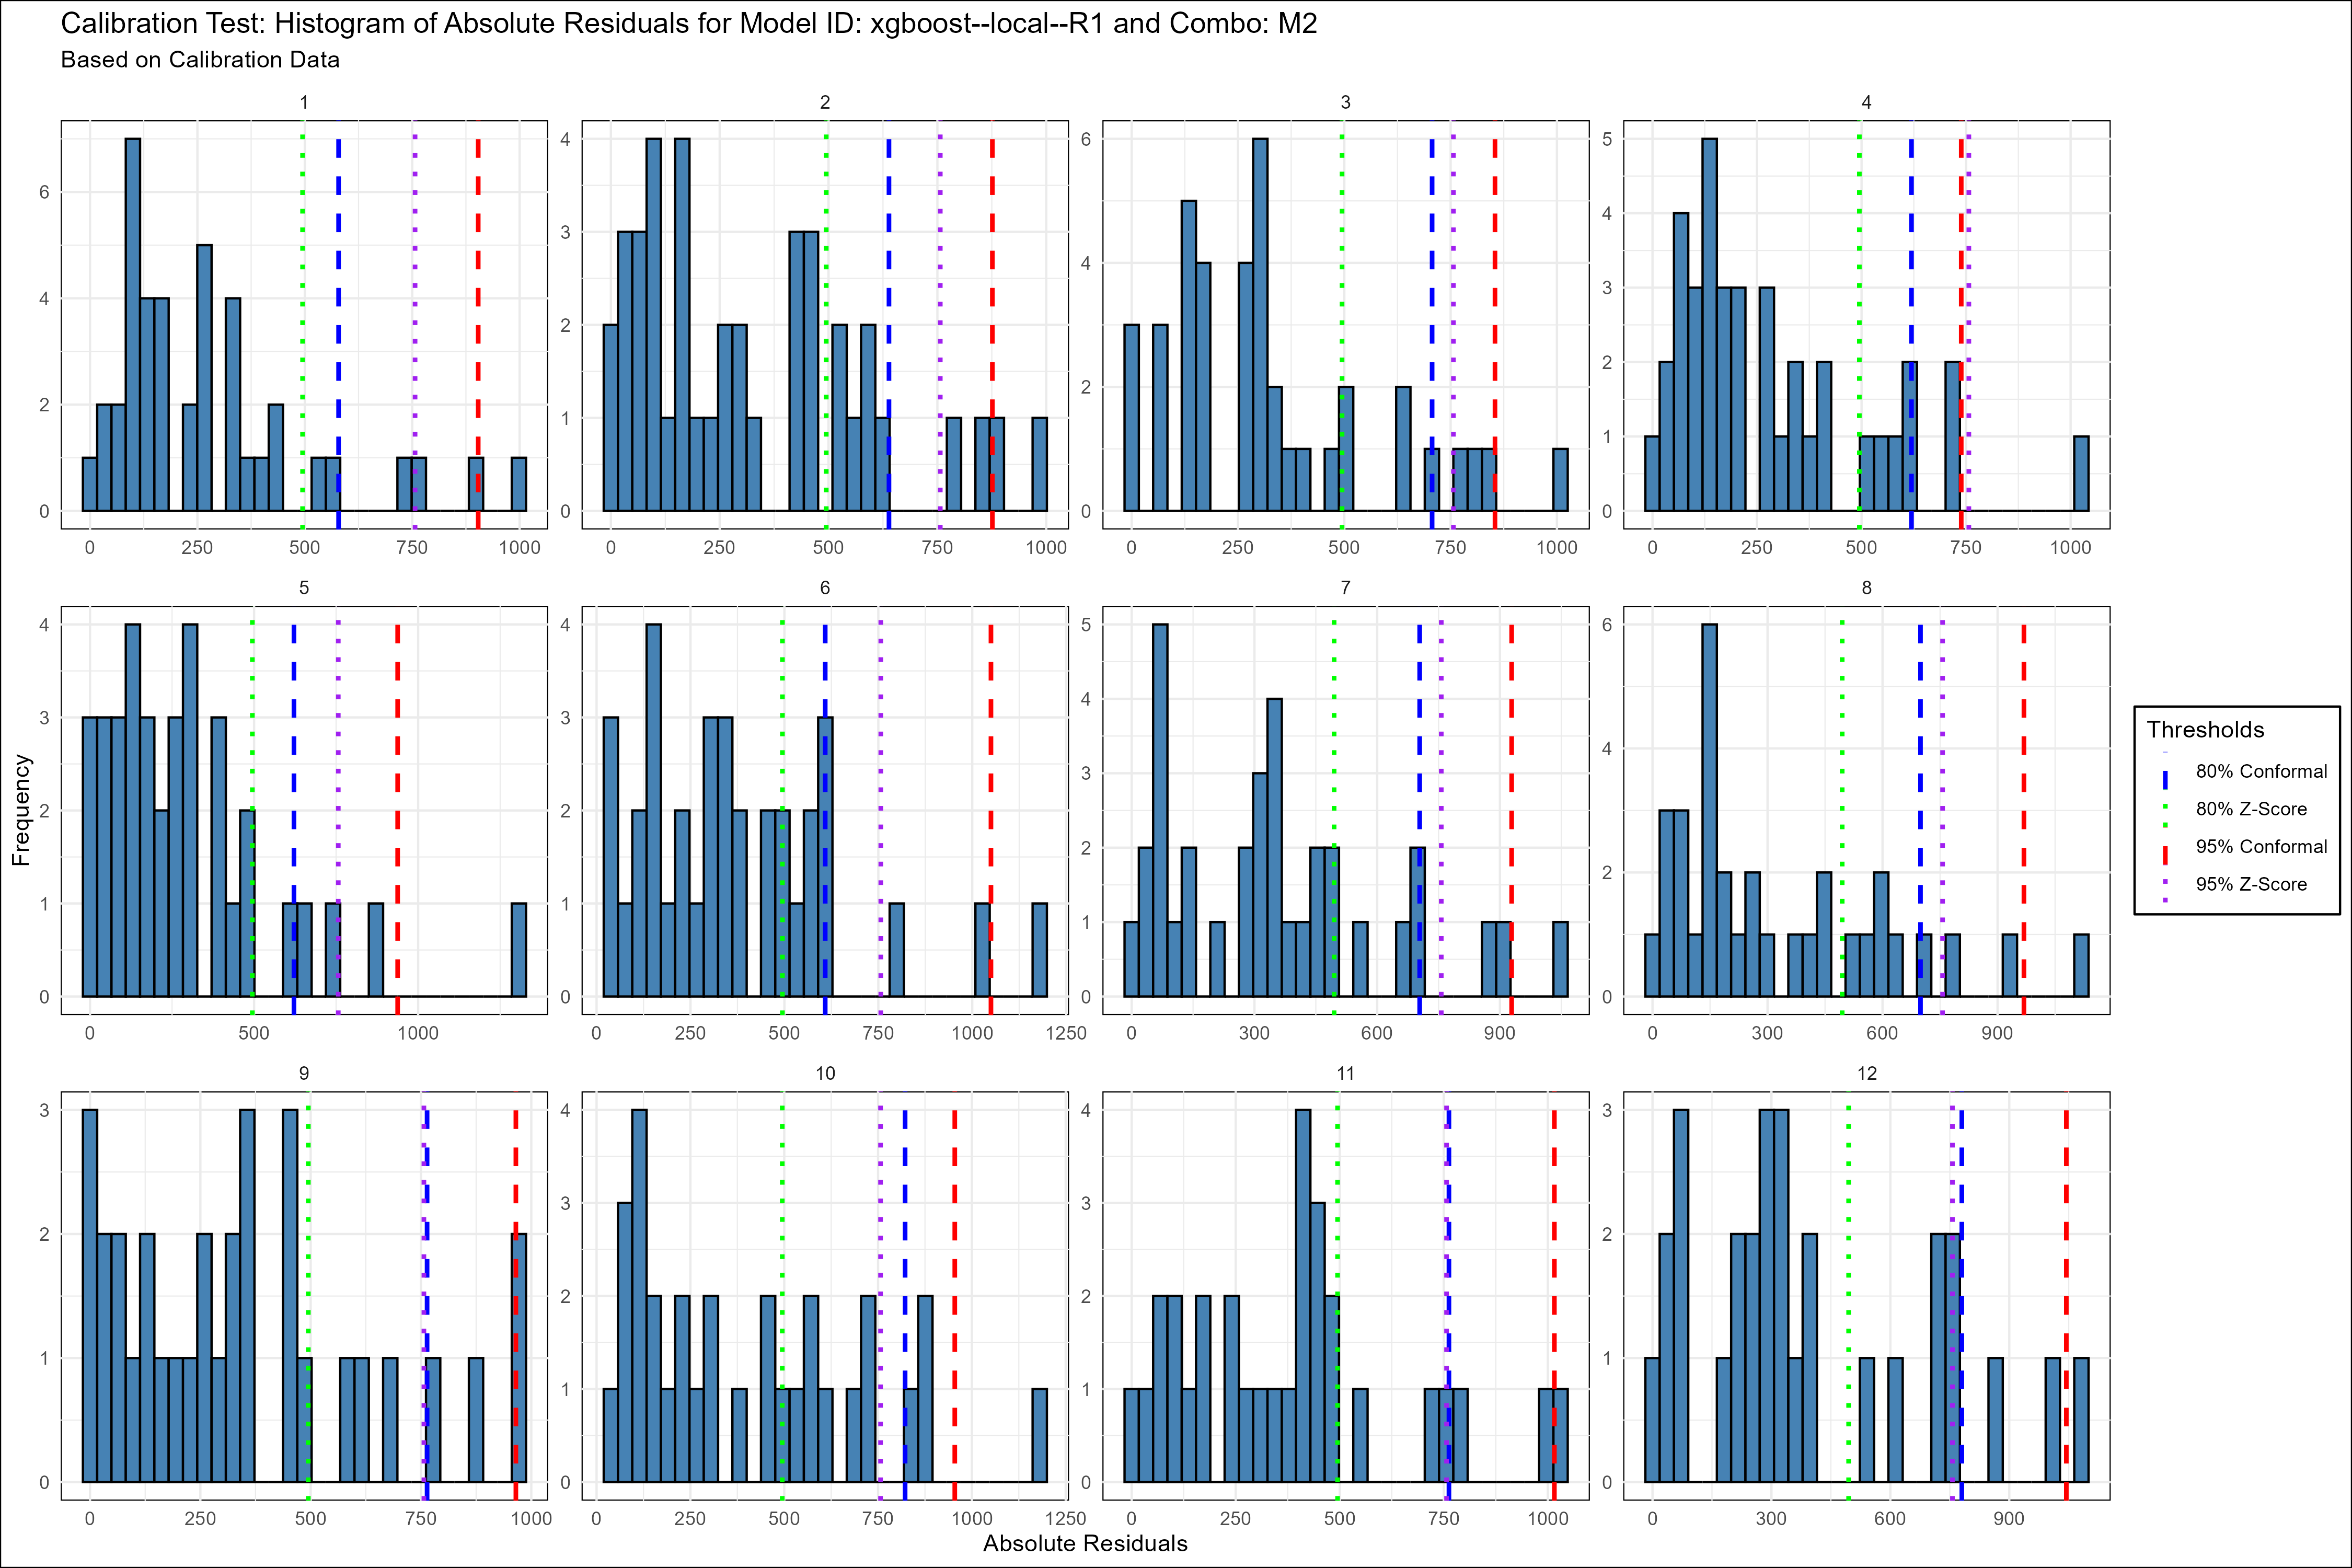 Calibration Test: Histogram of Absolute Residuals for Model ID: xgboost--local--R1 and Combo: M2
Based on Calibration Data
1 2 3 4
6 4 2 0
4 3 2 1 0
6 4 2 0
5 4 3 2 1 0
0 250 500 750 1000
0 250 500 750 1000
0 250 500 750 1000
0 250 500 750 1000
5 6 7 8
4 3 2 1 0
4 3 2 1 0
5 4 3 2 1 0
6 4 2 0
0 500 1000
0 250 500 750 1000 1250
0 300 600 900
0 300 600 900
9 10 11 12
3 2 1 0
4 3 2 1 0
4 3 2 1 0
3 2 1 0
0 250 500 750 1000
0 250 500 750 1000 1250
0 250 500 750 1000
0 300 600 900
Frequency
Absolute Residuals
Thresholds
80% Conformal
80% Z-Score
95% Conformal
95% Z-Score